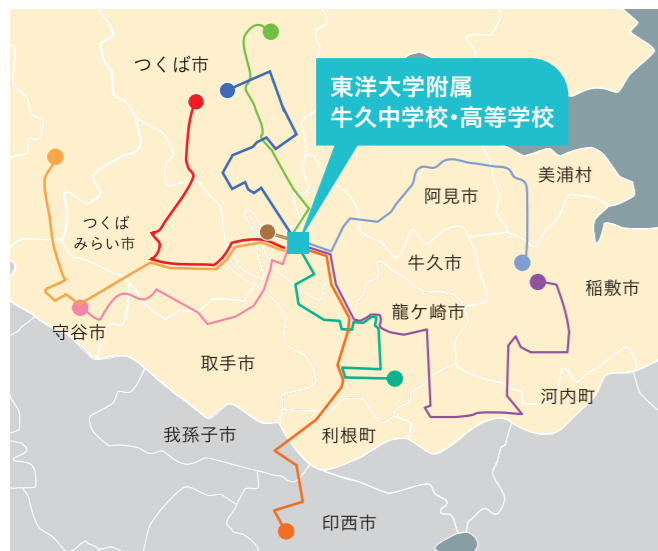 つくば市
東洋大学附属
牛久中学校・高等学校
美浦村
阿見市
つくば
みらい市
牛久市
稲敷市
龍ケ崎市
守谷市
取手市
河内町
我孫子市
利根町
印西市